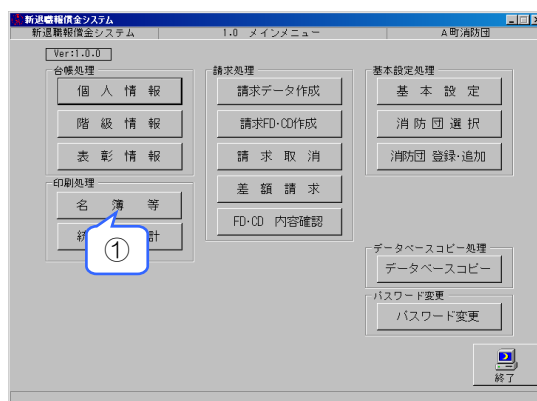 新退職報償金システム
新退職報償金システム 1.0 メインメニュー A町消防団
Ver:1.0.0
台帳処理
個人情報
階級情報
表彰情報
印刷処理
名簿等
統 計
①
請求処理
請求データ作成
請求FD・CD作成
請求取消
差額請求
FD・CD 内容確認
基本設定処理
基本設定
消防団選択
消防団 登録・追加
データベースコピー処理
データベースコピー
パスワード変更
パスワード変更
終了